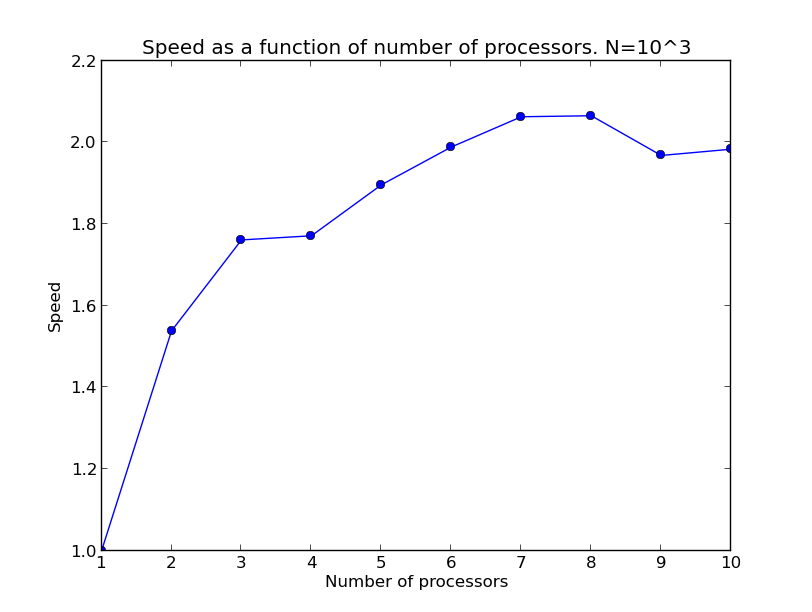 Speed as a function of number of processors. N=10^3
2.2
2.0
1.8
1.6
1.4
1.2
1.0
Speed
1 2 3 4 5 6 7 8 9 10
Number of processors